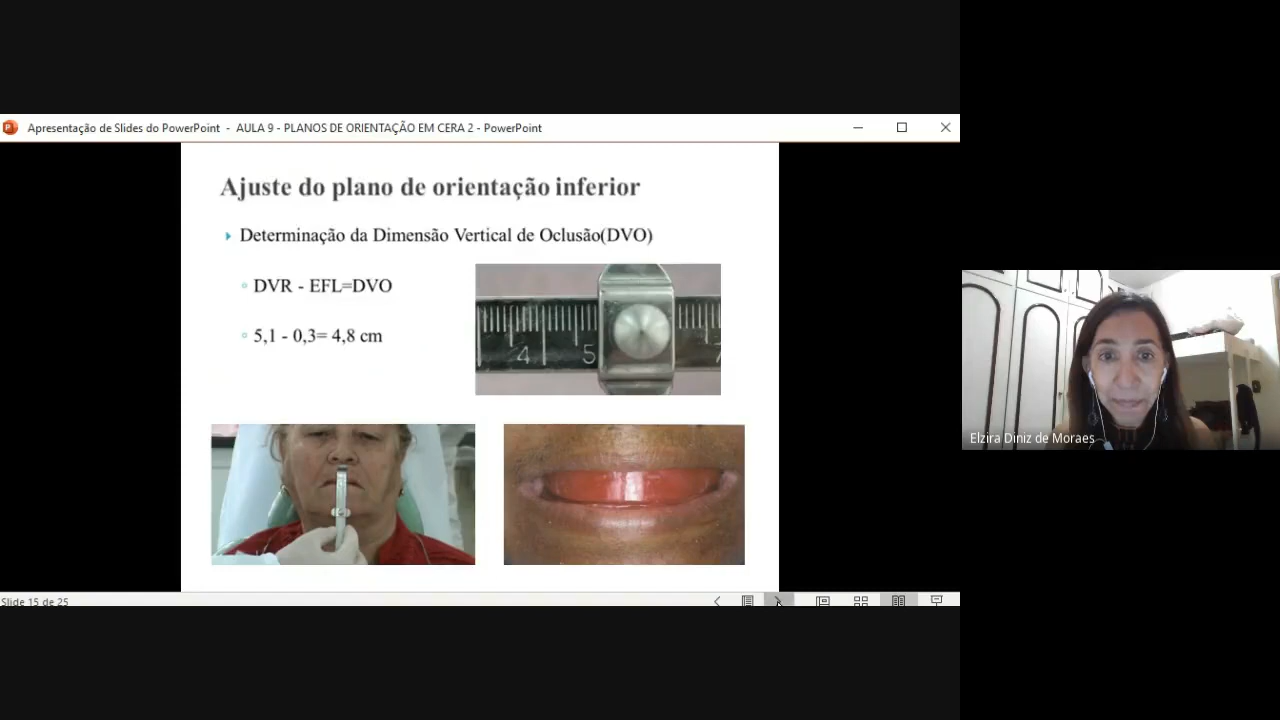 Apresentação de Slides do PowerPoint - AULA 9 - PLANOS DE ORIENTAÇÃO EM CERA 2 - PowerPoint
Ajuste do plano de orientação inferior
Determinação da Dimensão Vertical de Oclusão(DVO)
DVR - EFL=DVO
5,1 - 0,3= 4,8 cm
4 5 7
Elzira Diniz de Moraes
Slide 15 de 25